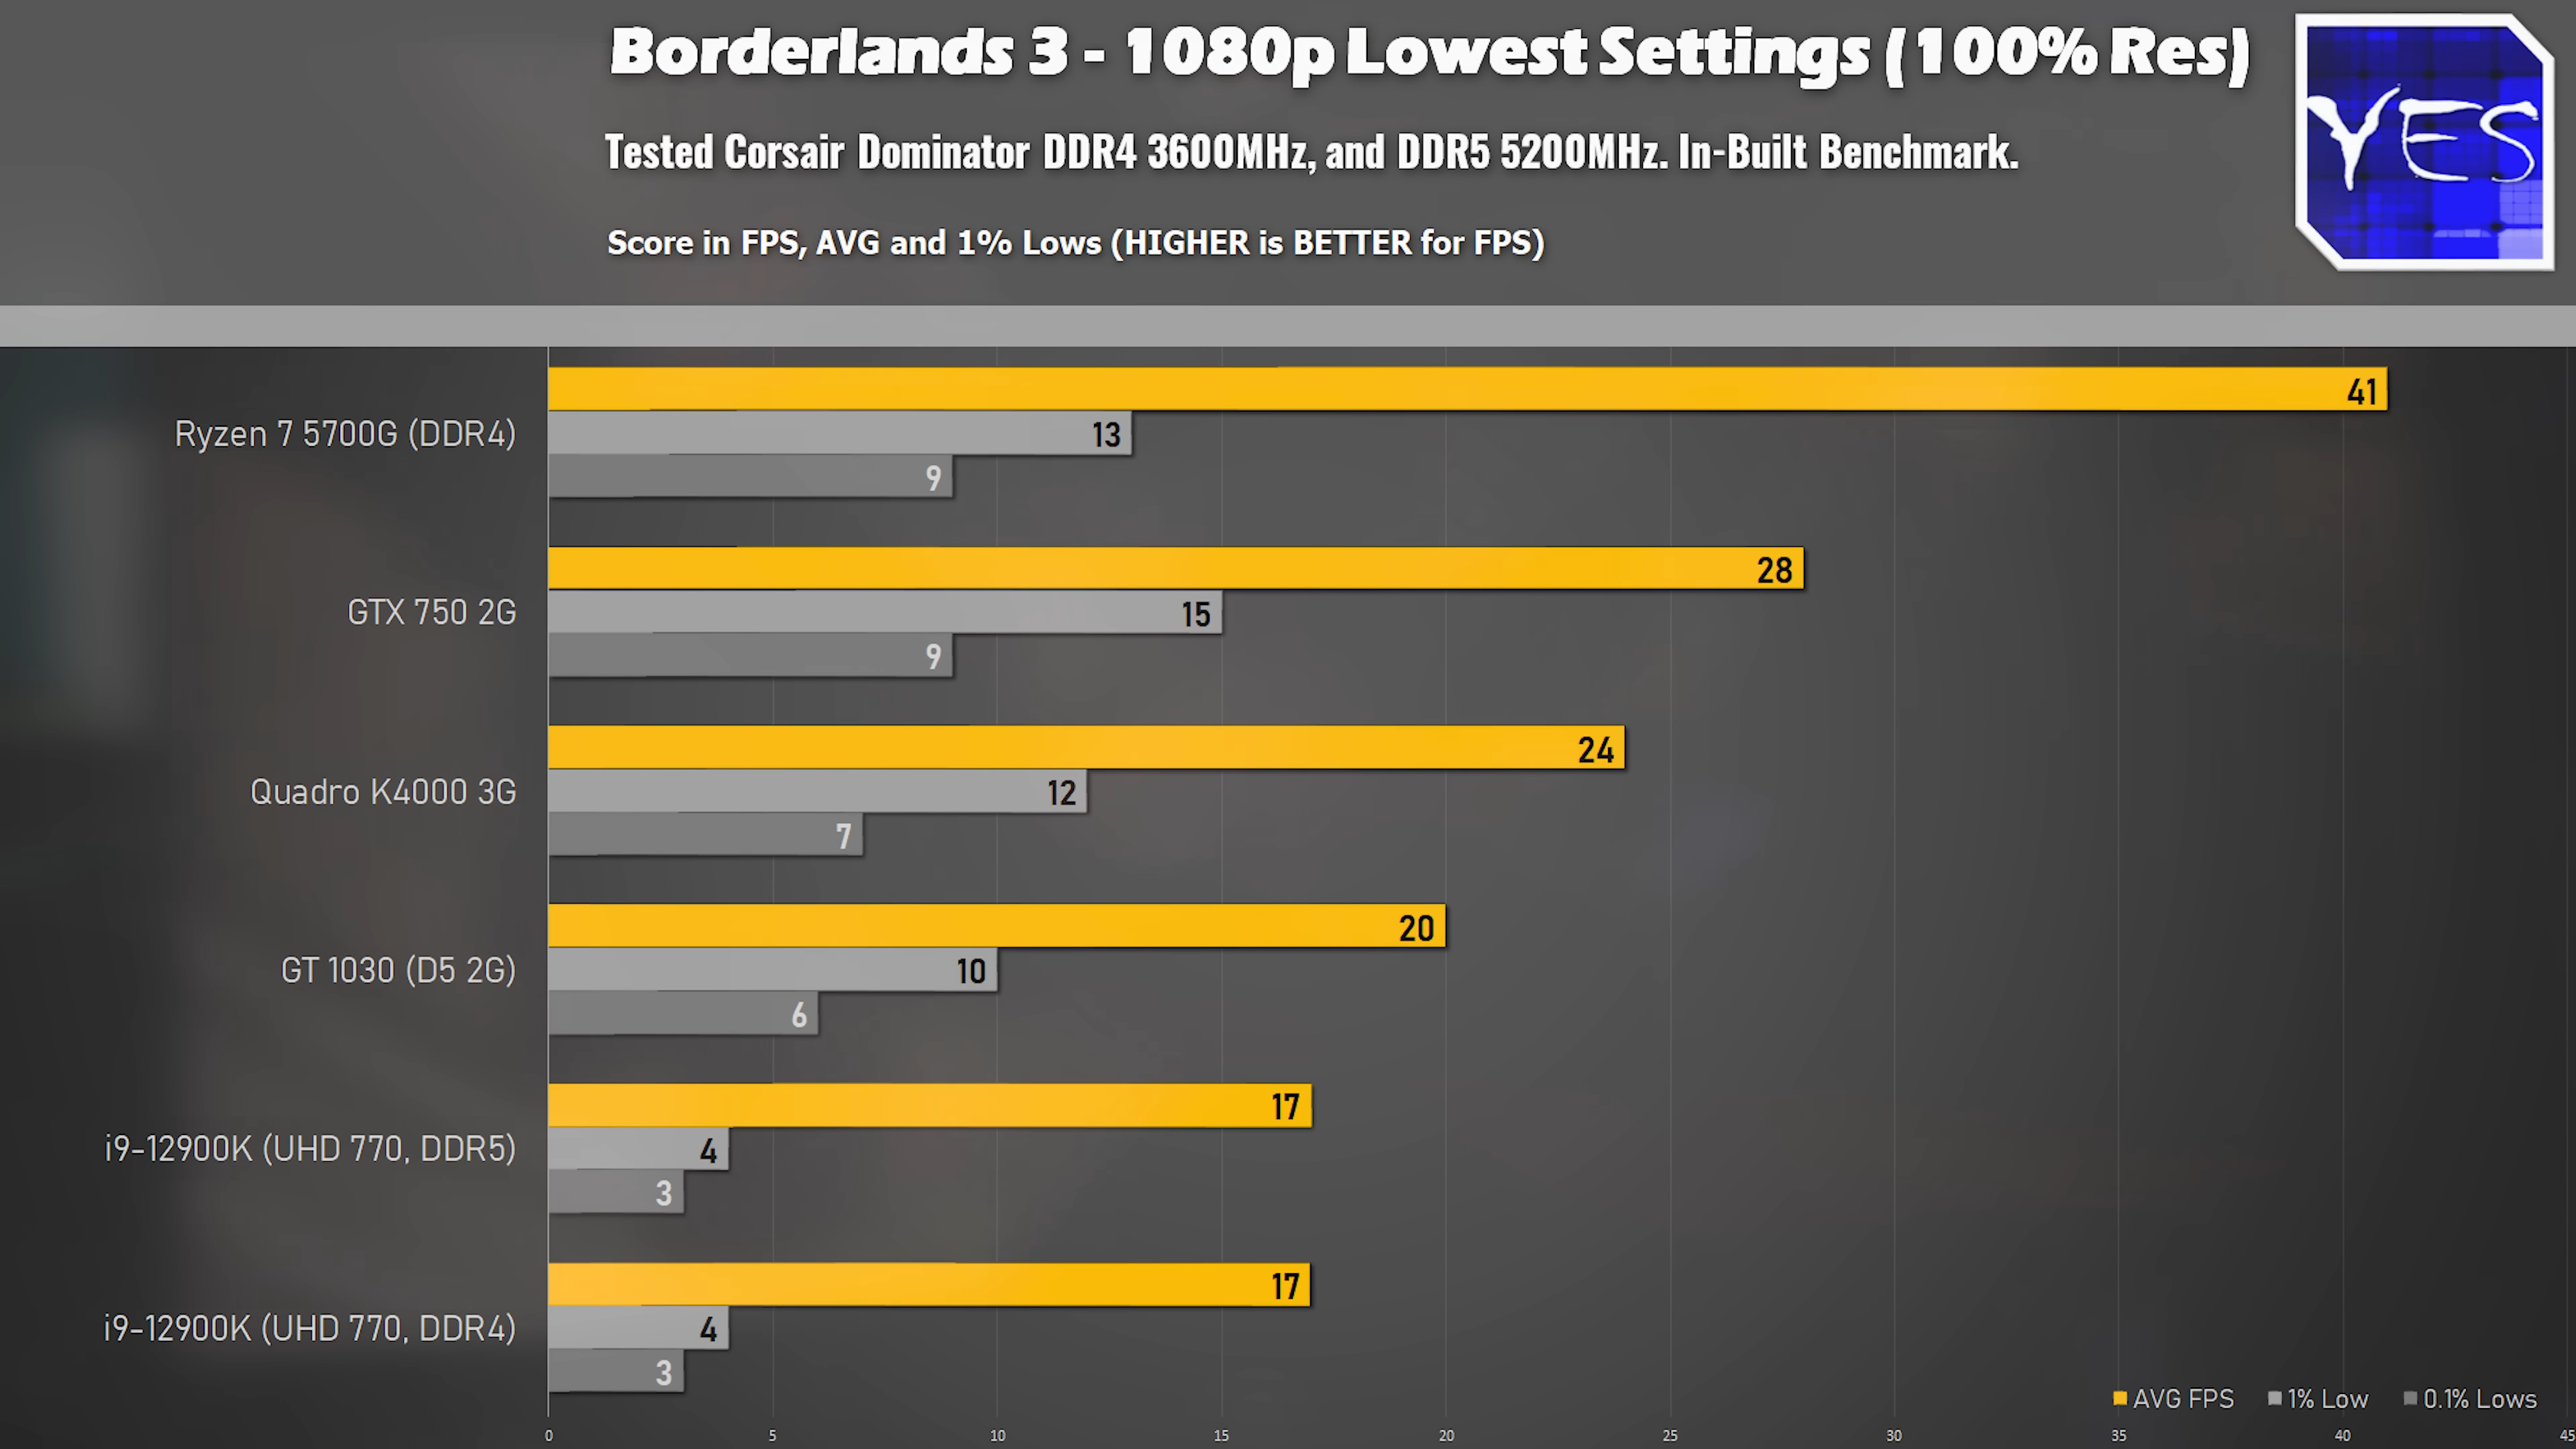 Borderlands 3 - 1080p Lowest Settings (100% Res)
YES
Tested Corsair Dominator DDR4 3600MHz, and DDR5 5200MHz. In-Built Benchmark.
Score in FPS, AVG and 1% Lows (HIGHER is BETTER for FPS)
Ryzen 7 5700G (DDR4)
41
13
9
GTX 750 2G
28
15
9
Quadro K4000 3G
24
12
7
GT 1030 (D5 2G)
20
10
6
i9-12900K (UHD 770, DDR5)
17
4
3
i9-12900K (UHD 770, DDR4)
17
4
3
AVG FPS 1% Low 0.1% Lows
0 5 10 15 20 25 30 35 40 45